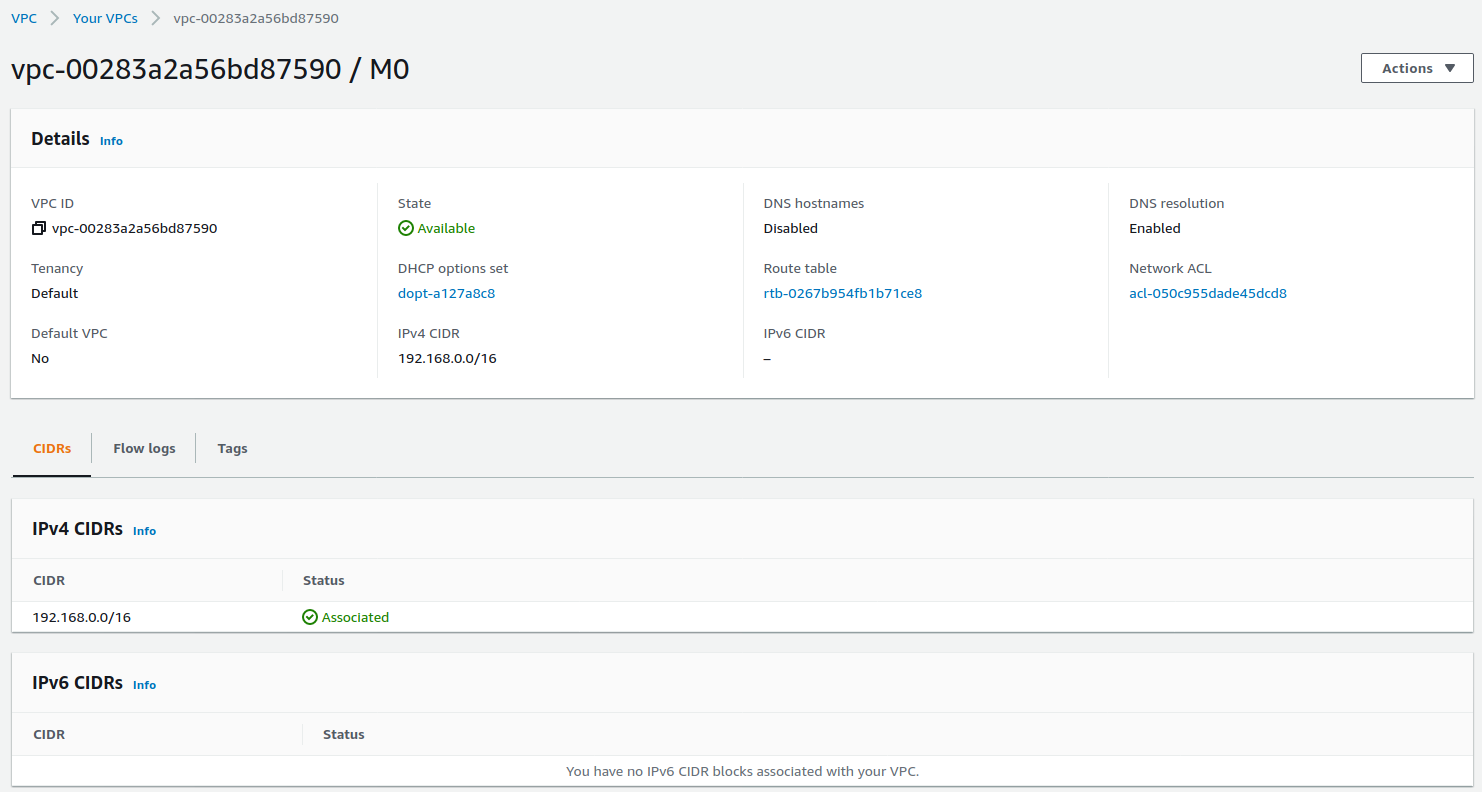 VPC > Your VPCs > vpc-00283a2a56bd87590
vpc-00283a2a56bd87590 / M0
Actions ▼
Details Info
VPC ID State DNS hostnames DNS resolution
vpc-00283a2a56bd87590 Available Disabled Enabled
Tenancy DHCP options set Route table Network ACL
Default dopt-a127a8c8 rtb-0267b954fb1b71ce8 acl-050c955dade45dcd8
Default VPC IPv4 CIDR IPv6 CIDR
No 192.168.0.0/16 –
CIDRs Flow logs Tags
IPv4 CIDRs Info
CIDR Status
192.168.0.0/16 Associated
IPv6 CIDRs Info
CIDR Status
You have no IPv6 CIDR blocks associated with your VPC.